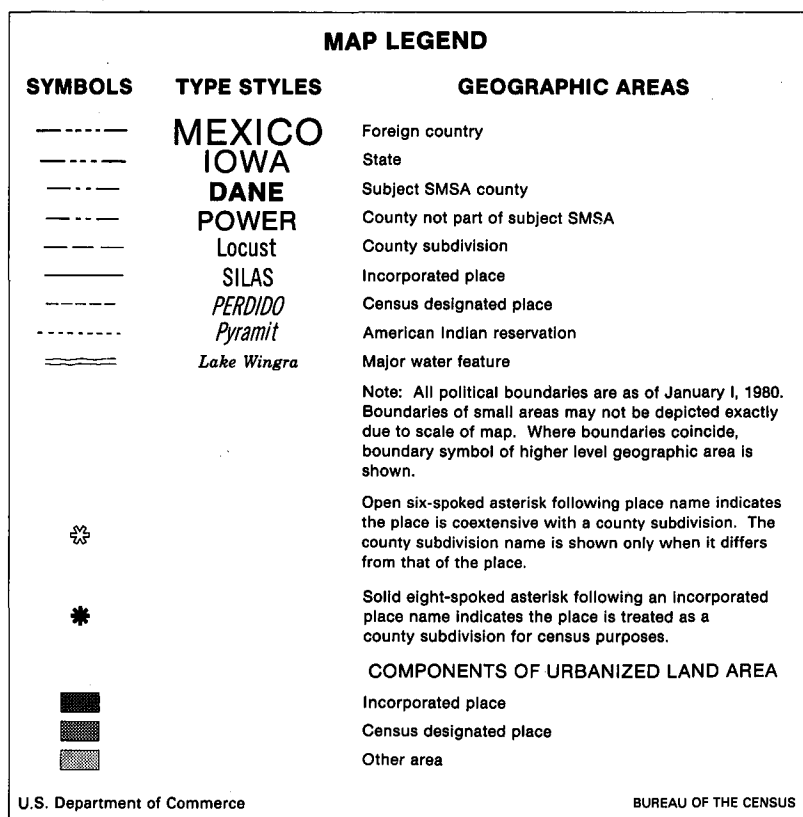 MAP LEGEND
SYMBOLS TYPE STYLES GEOGRAPHIC AREAS
MEXICO Foreign country
IOWA State
DANE Subject SMSA county
POWER County not part of subject SMSA
Locust County subdivision
SILAS Incorporated place
PERDIDO Census designated place
Pyramit American Indian reservation
Lake Wingra Major water feature
Note: All political boundaries are as of January I, 1980.
Boundaries of small areas may not be depicted exactly
due to scale of map. Where boundaries coincide,
boundary symbol of higher level geographic area is
shown.
Open six-spoked asterisk following place name indicates
the place is coextensive with a county subdivision. The
county subdivision name is shown only when it differs
from that of the place.
Solid eight-spoked asterisk following an incorporated
place name indicates the place is treated as a
county subdivision for census purposes.
COMPONENTS OF URBANIZED LAND AREA
Incorporated place
Census designated place
Other area
U.S. Department of Commerce BUREAU OF THE CENSUS